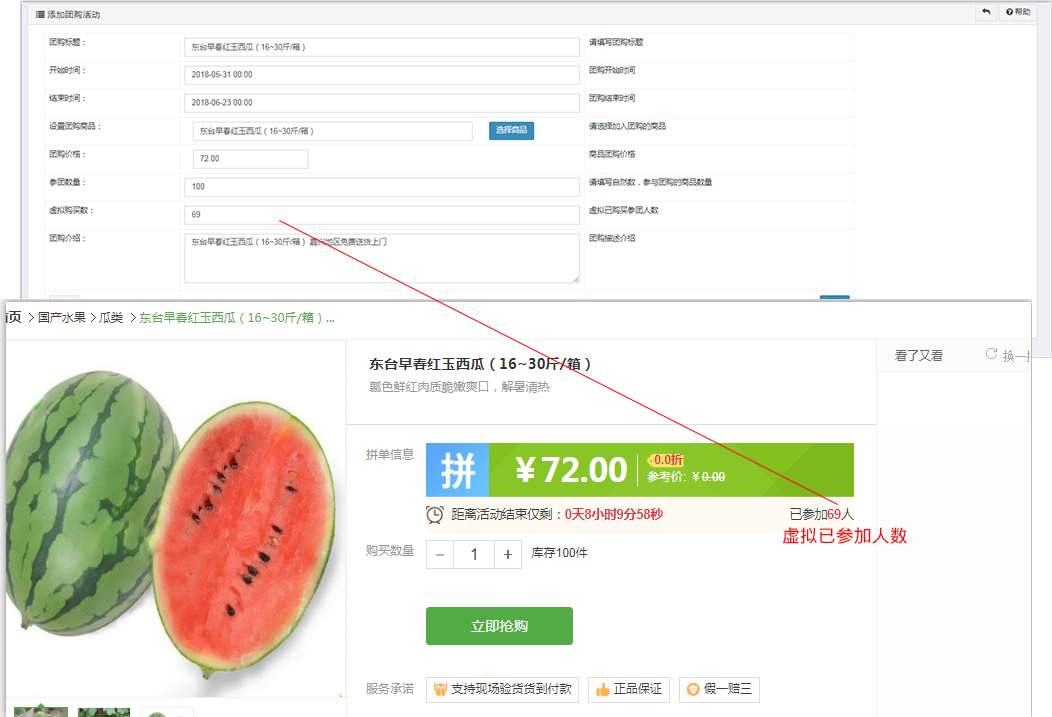 添加团购活动
帮助
团购标题：
东台早春红玉西瓜（16~30斤/箱）
请填写团购标题
开始时间：
2018-05-31 00:00
团购开始时间
结束时间：
2018-06-23 00:00
团购结束时间
设置团购商品：
东台早春红玉西瓜（16~30斤/箱）
选择商品
请选择加入团购的商品
团购价格：
72.00
商品团购价格
参团数量：
100
请填写自然数，参与团购的商品数量
虚拟购买数：
69
虚拟已购买参团人数
团购介绍：
东台早春红玉西瓜（16~30斤/箱）嘉兴地区免费送货上门
团购描述介绍
首页 > 国产水果 > 瓜类 > 东台早春红玉西瓜（16~30斤/箱）...
东台早春红玉西瓜（16~30斤/箱）
瓤色鲜红肉质脆嫩爽口，解暑清热
看了又看
换一
拼单信息
拼
¥72.00
0.0折
参考价: ¥0.00
距离活动结束仅剩：0天8小时9分58秒
已参加69人
虚拟已参加人数
购买数量
− 1 +
库存100件
立即抢购
服务承诺
支持现场验货货到付款
正品保证
假一赔三